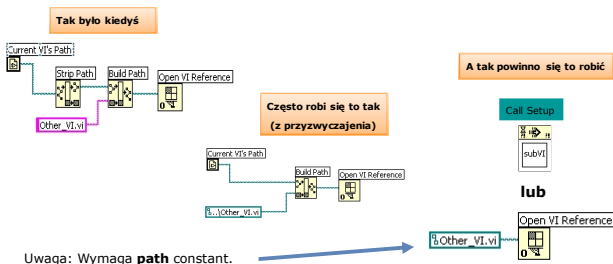 Tak było kiedyś
Current VI's Path
Strip Path
Build Path
Open VI Reference
Other_VI.vi
Często robi się to tak
(z przyzwyczajenia)
Current VI's Path
Build Path
Open VI Reference
..\Other_VI.vi
A tak powinno się to robić
Call Setup
subVI
lub
Open VI Reference
Other_VI.vi
Uwaga: Wymaga path constant.